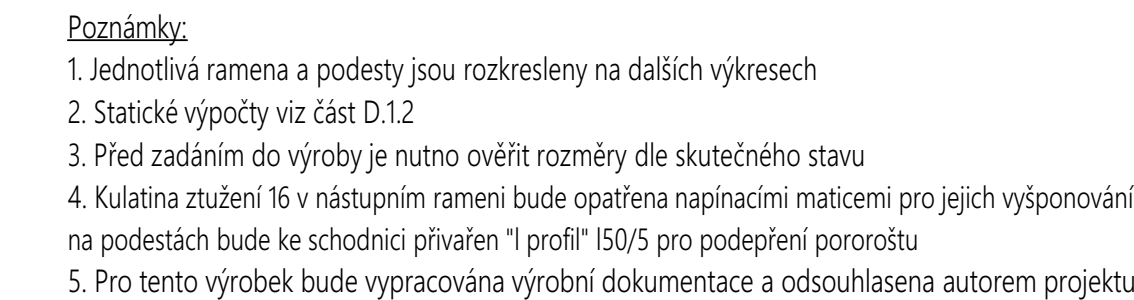 Poznámky:
1. Jednotlivá ramena a podesty jsou rozkresleny na dalších výkresech
2. Statické výpočty viz část D.1.2
3. Před zadáním do výroby je nutno ověřit rozměry dle skutečného stavu
4. Kulatina ztužení 16 v nástupním rameni bude opatřena napínacími maticemi pro jejich vyšponování
na podestách bude ke schodnici přivařen "l profil" l50/5 pro podepření pororoštu
5. Pro tento výrobek bude vypracována výrobní dokumentace a odsouhlasena autorem projektu